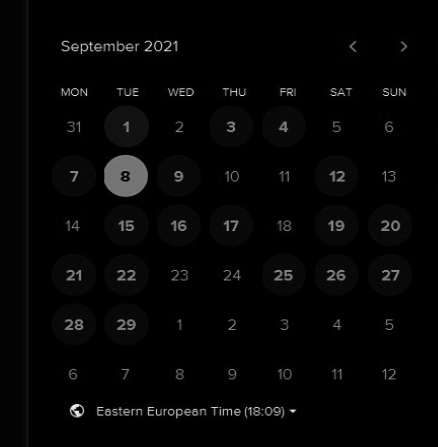 September 2021
MON TUE WED THU FRI SAT SUN
31 1 2 3 4 5 6
7 8 9 10 11 12 13
14 15 16 17 18 19 20
21 22 23 24 25 26 27
28 29 1 2 3 4 5
6 7 8 9 10 11 12
Eastern European Time (18:09)